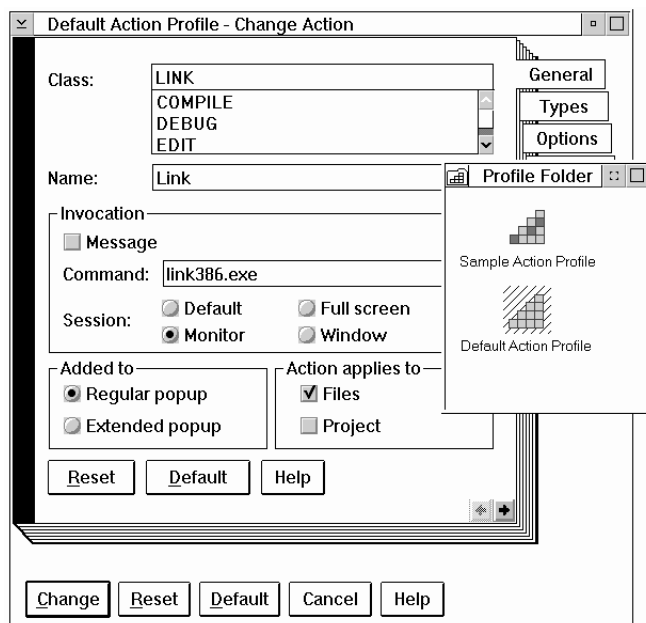 Default Action Profile - Change Action
Class:
LINK
COMPILE
DEBUG
EDIT
General
Types
Options
Name:
Link
Profile Folder
Sample Action Profile
Default Action Profile
Invocation
Message
Command:
link386.exe
Session:
Default
Full screen
Monitor
Window
Added to
Regular popup
Extended popup
Action applies to
Files
Project
Reset
Default
Help
Change
Reset
Default
Cancel
Help